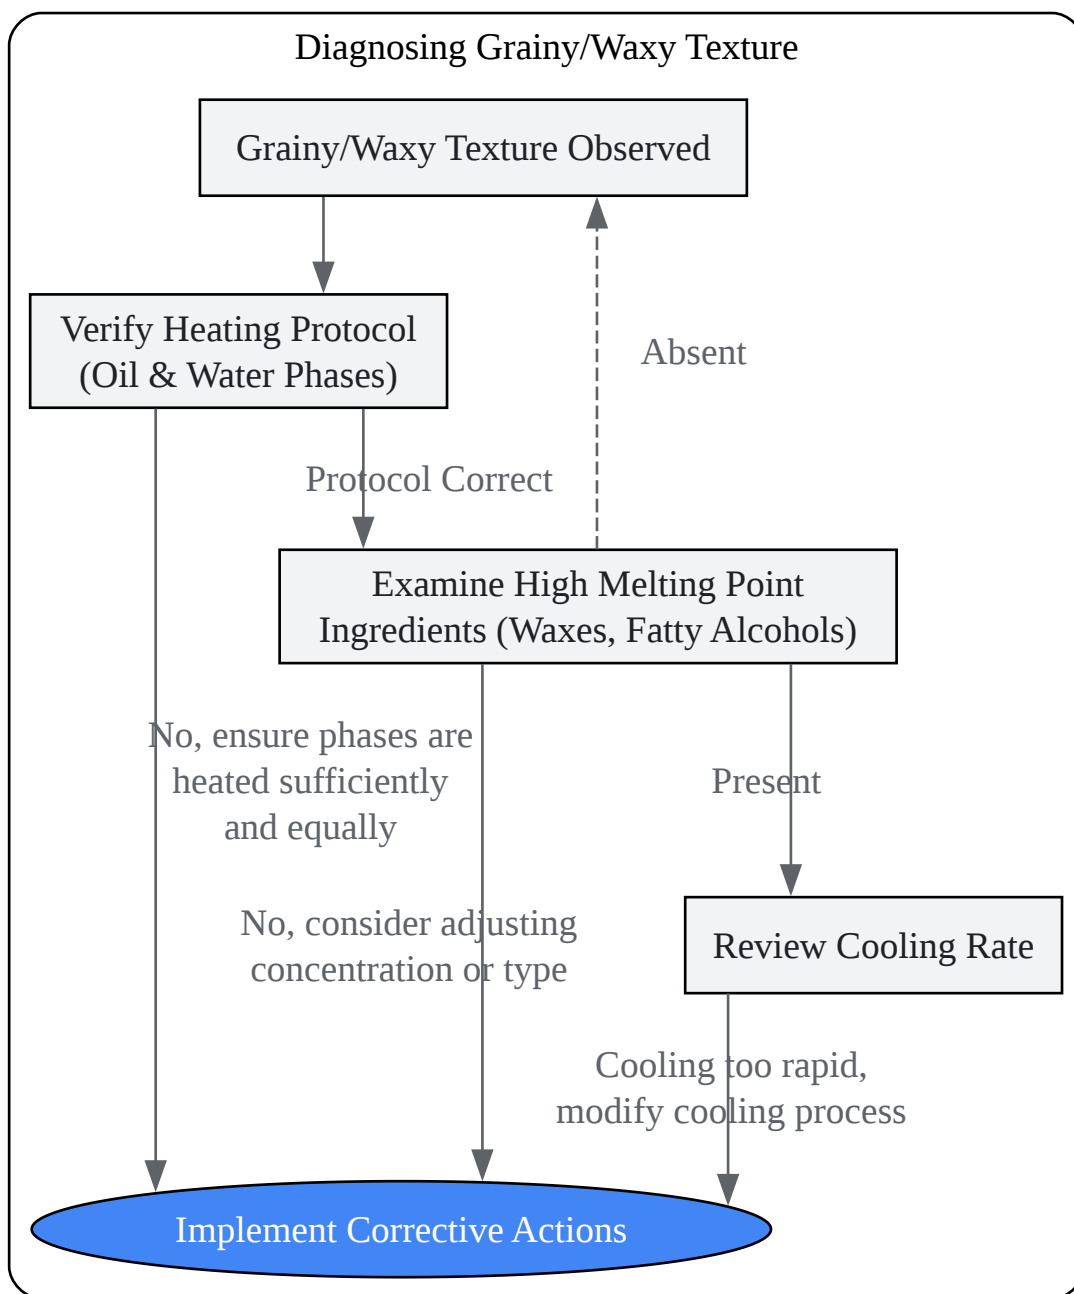 Diagnosing Grainy/Waxy Texture
Grainy/Waxy Texture Observed
Verify Heating Protocol
(Oil & Water Phases)
Absent
Protocol Correct
Examine High Melting Point
Ingredients (Waxes, Fatty Alcohols)
No, ensure phases are
heated sufficiently
and equally
Present
No, consider adjusting
concentration or type
Review Cooling Rate
Cooling too rapid,
modify cooling process
Implement Corrective Actions